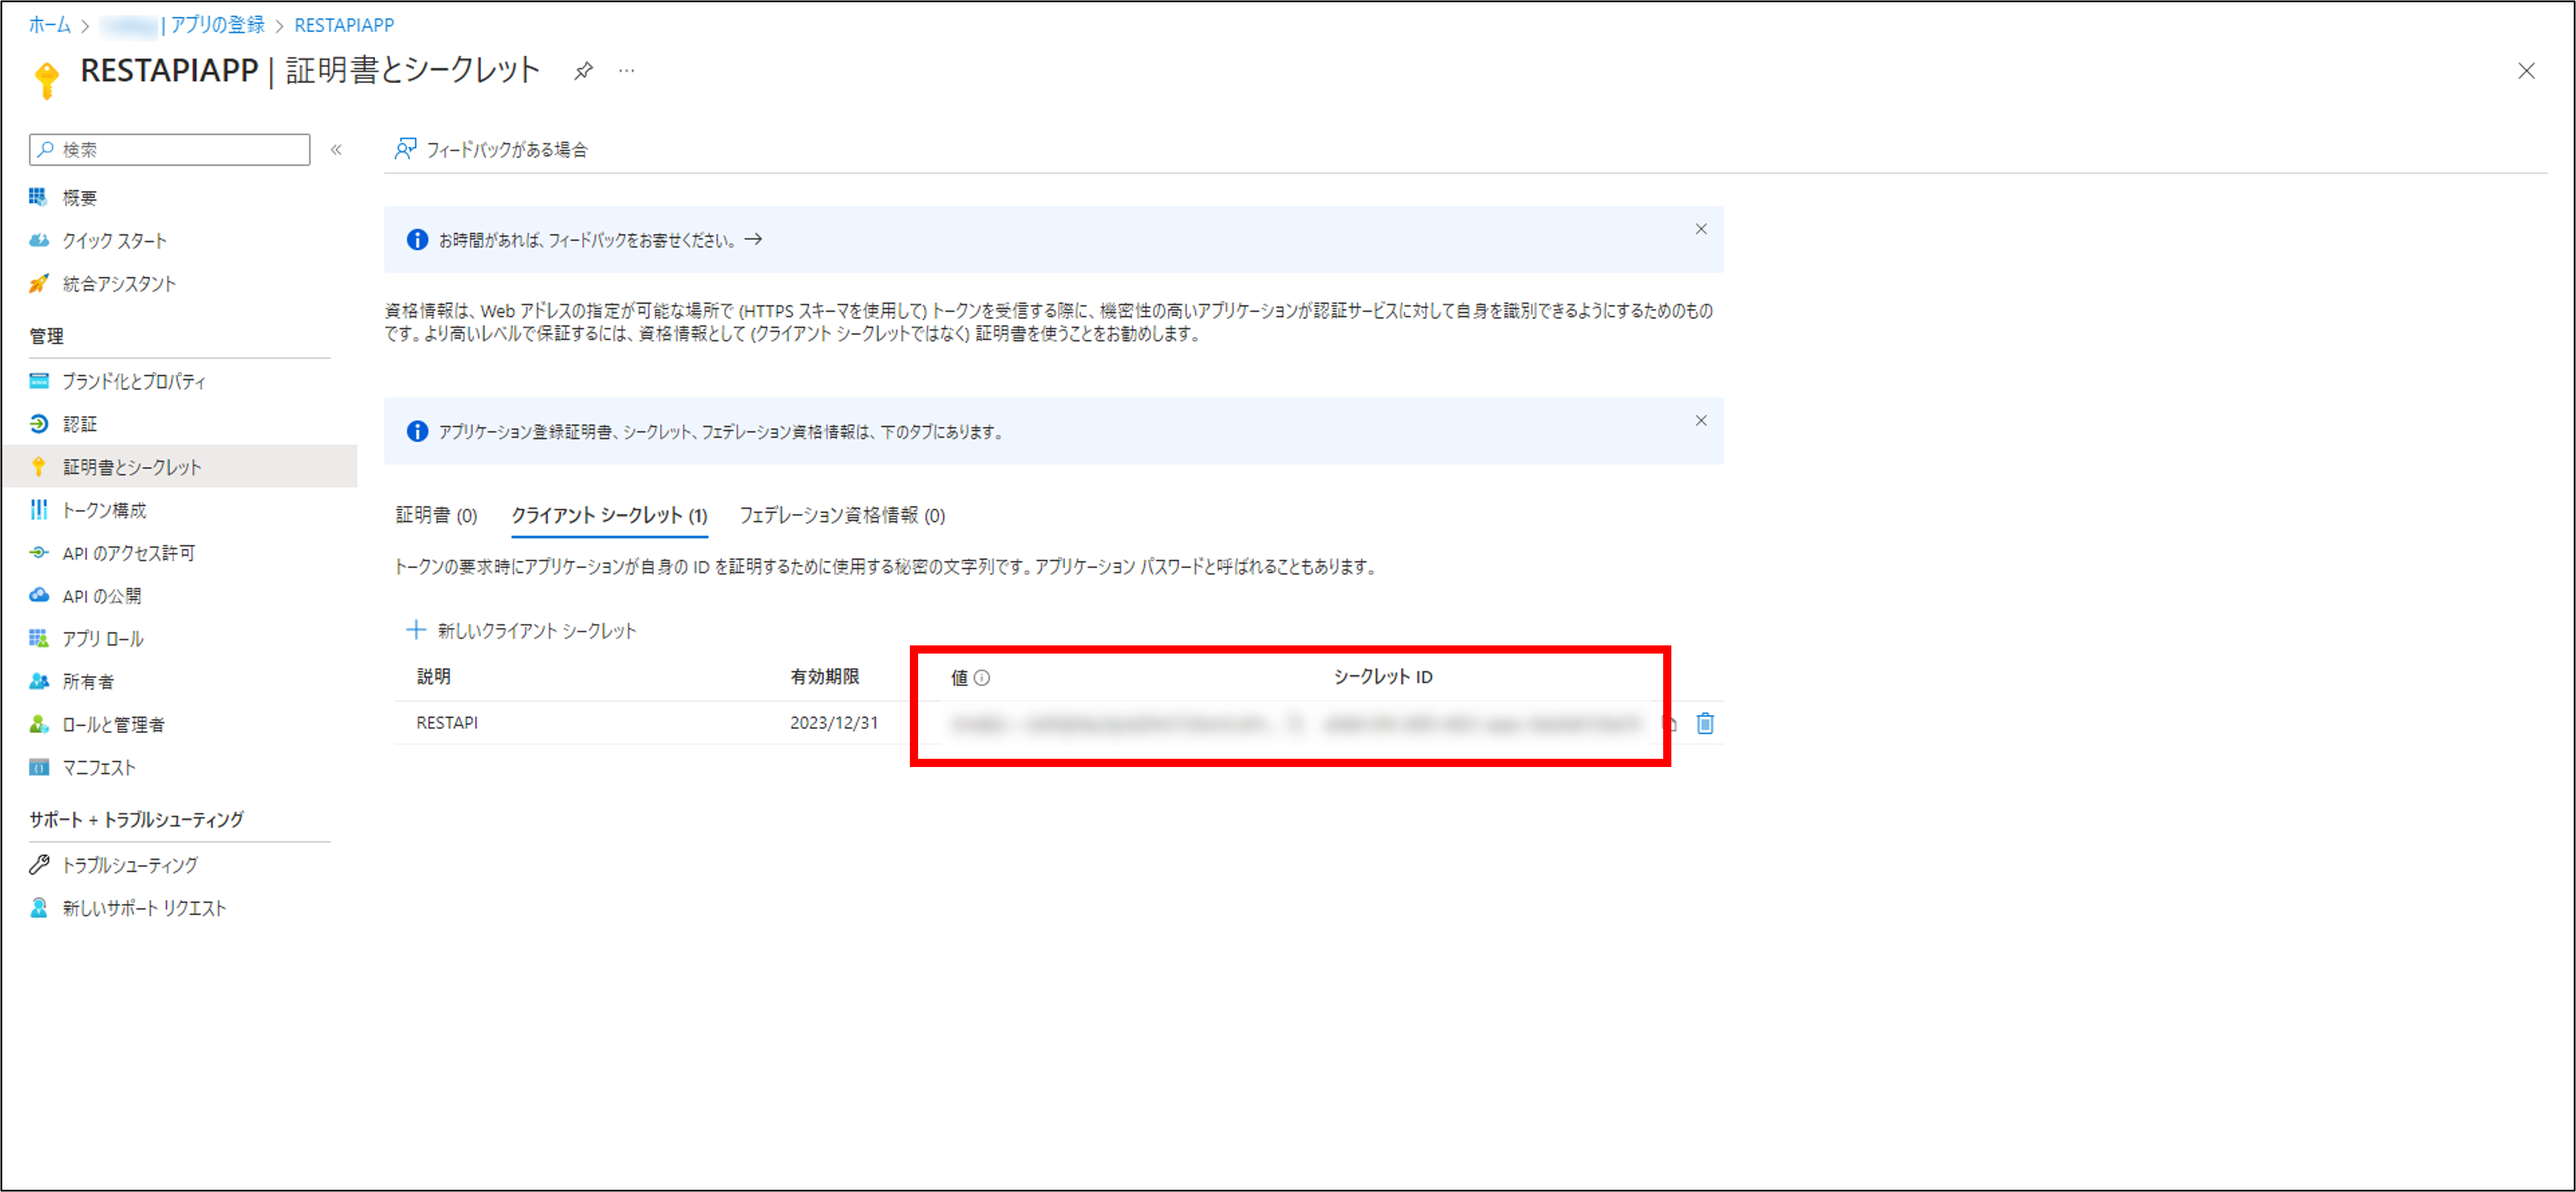 ホーム > | アプリの登録 > RESTAPIAPP
RESTAPIAPP | 証明書とシークレット
検索
«
フィードバックがある場合
概要
クイック スタート
統合アシスタント
管理
ブランド化とプロパティ
認証
証明書とシークレット
トークン構成
API のアクセス許可
API の公開
アプリ ロール
所有者
ロールと管理者
マニフェスト
サポート + トラブルシューティング
トラブルシューティング
新しいサポート リクエスト
お時間があれば、フィードバックをお寄せください。→
資格情報は、Web アドレスの指定が可能な場所で (HTTPS スキーマを使用して) トークンを受信する際に、機密性の高いアプリケーションが認証サービスに対して自身を識別できるようにするためのもの
です。より高いレベルで保証するには、資格情報として (クライアント シークレットではなく) 証明書を使うことをお勧めします。
アプリケーション登録証明書、シークレット、フェデレーション資格情報は、下のタブにあります。
証明書 (0) クライアント シークレット (1) フェデレーション資格情報 (0)
トークンの要求時にアプリケーションが自身の ID を証明するために使用する秘密の文字列です。アプリケーション パスワードと呼ばれることもあります。
新しいクライアント シークレット
説明 有効期限 値 シークレット ID
RESTAPI 2023/12/31